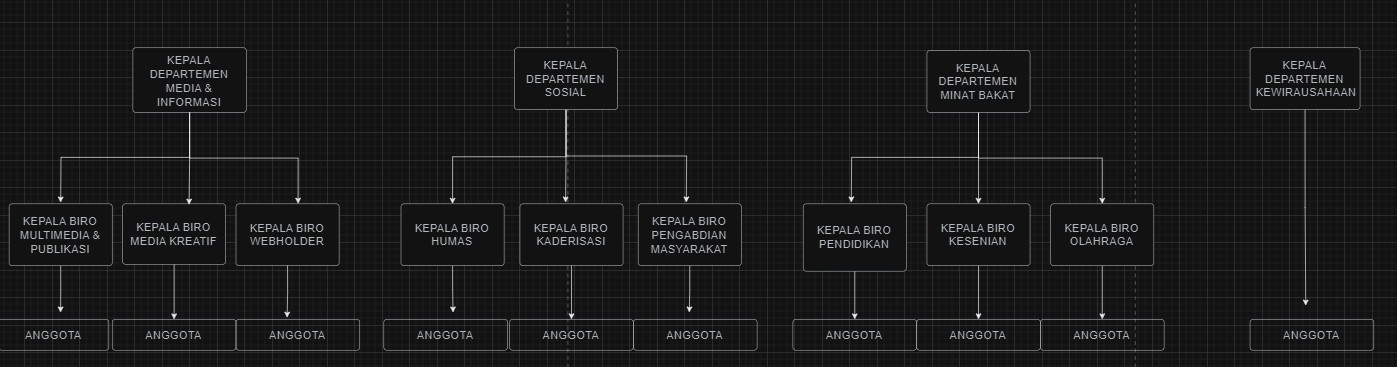 KEPALA
DEPARTEMEN
MEDIA &
INFORMASI
KEPALA
DEPARTEMEN
SOSIAL
KEPALA
DEPARTEMEN
MINAT BAKAT
KEPALA
DEPARTEMEN
KEWIRAUSAHAAN
KEPALA BIRO
MULTIMEDIA &
PUBLIKASI
KEPALA BIRO
MEDIA KREATIF
KEPALA BIRO
WEBHOLDER
KEPALA BIRO
HUMAS
KEPALA BIRO
KADERISASI
KEPALA BIRO
PENGABDIAN
MASYARAKAT
KEPALA BIRO
PENDIDIKAN
KEPALA BIRO
KESENIAN
KEPALA BIRO
OLAHRAGA
ANGGOTA
ANGGOTA
ANGGOTA
ANGGOTA
ANGGOTA
ANGGOTA
ANGGOTA
ANGGOTA
ANGGOTA
ANGGOTA